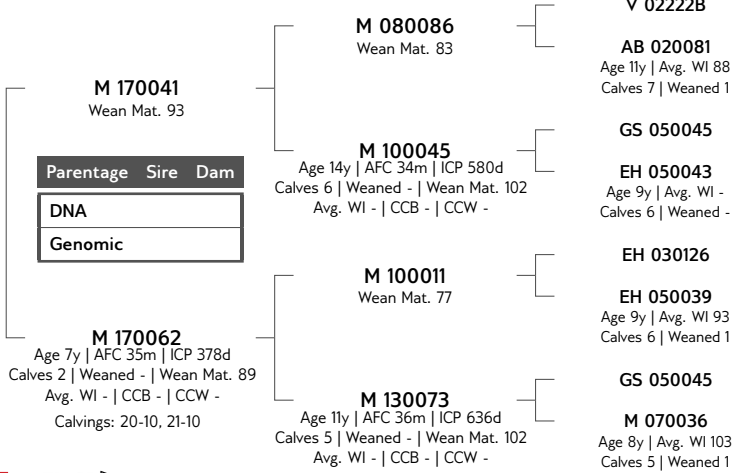 M 170041
Wean Mat. 93
Parentage Sire Dam
DNA
Genomic
M 170062
Age 7y | AFC 35m | ICP 378d
Calves 2 | Weaned - | Wean Mat. 89
Avg. WI - | CCB - | CCW -
Calvings: 20-10, 21-10
M 080086
Wean Mat. 83
M 100045
Age 14y | AFC 34m | ICP 580d
Calves 6 | Weaned - | Wean Mat. 102
Avg. WI - | CCB - | CCW -
M 100011
Wean Mat. 77
M 130073
Age 11y | AFC 36m | ICP 636d
Calves 5 | Weaned - | Wean Mat. 102
Avg. WI - | CCB - | CCW -
V 02222B
AB 020081
Age 11y | Avg. WI 88
Calves 7 | Weaned 1
GS 050045
EH 050043
Age 9y | Avg. WI -
Calves 6 | Weaned -
EH 030126
EH 050039
Age 9y | Avg. WI 93
Calves 6 | Weaned 1
GS 050045
M 070036
Age 8y | Avg. WI 103
Calves 5 | Weaned 1